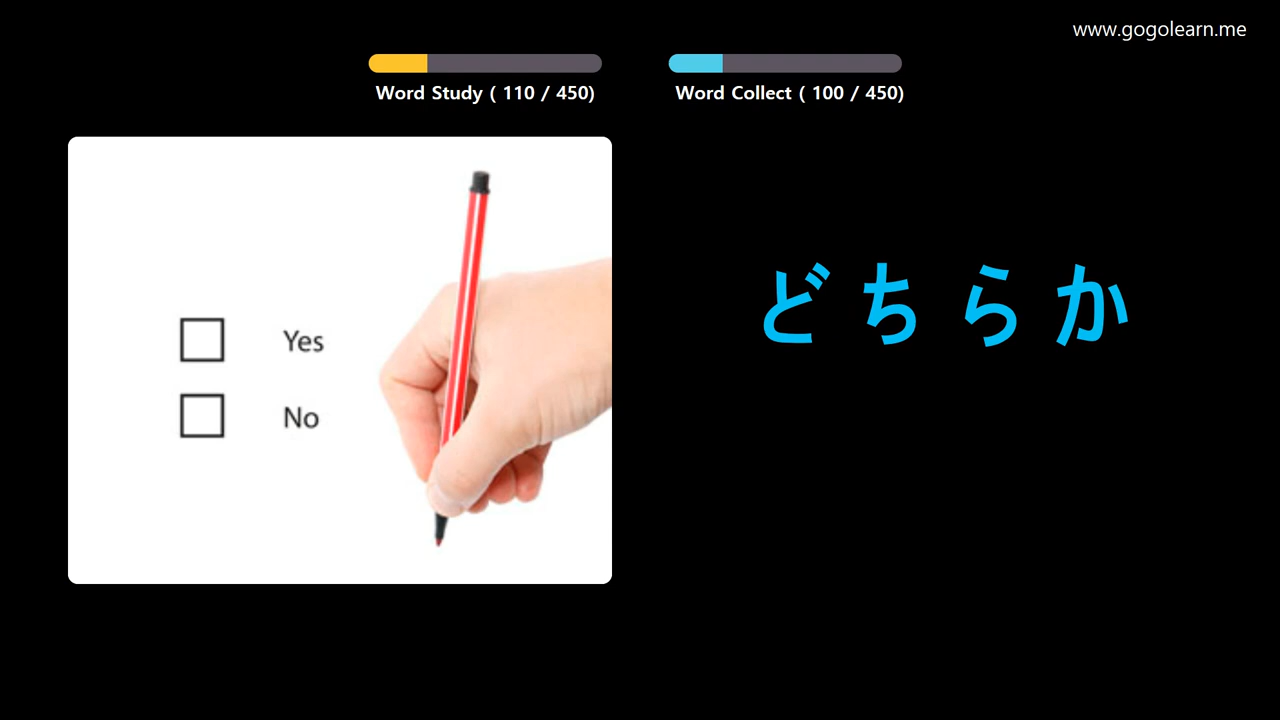 www.gogolearn.me
Word Study ( 110 / 450)
Word Collect ( 100 / 450)
Yes
No
どちらか